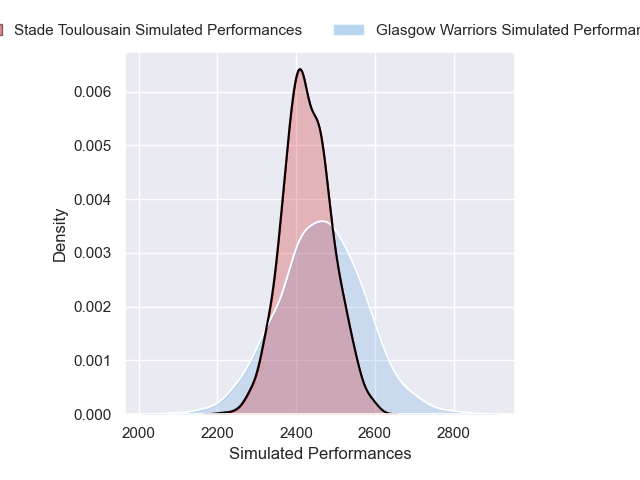 Stade Toulousain Simulated Performances
Glasgow Warriors Simulated
0.006
0.005
0.004
0.003
0.002
0.001
0.000
Density
2000 2200 2400 2600 2800
Simulated Performances